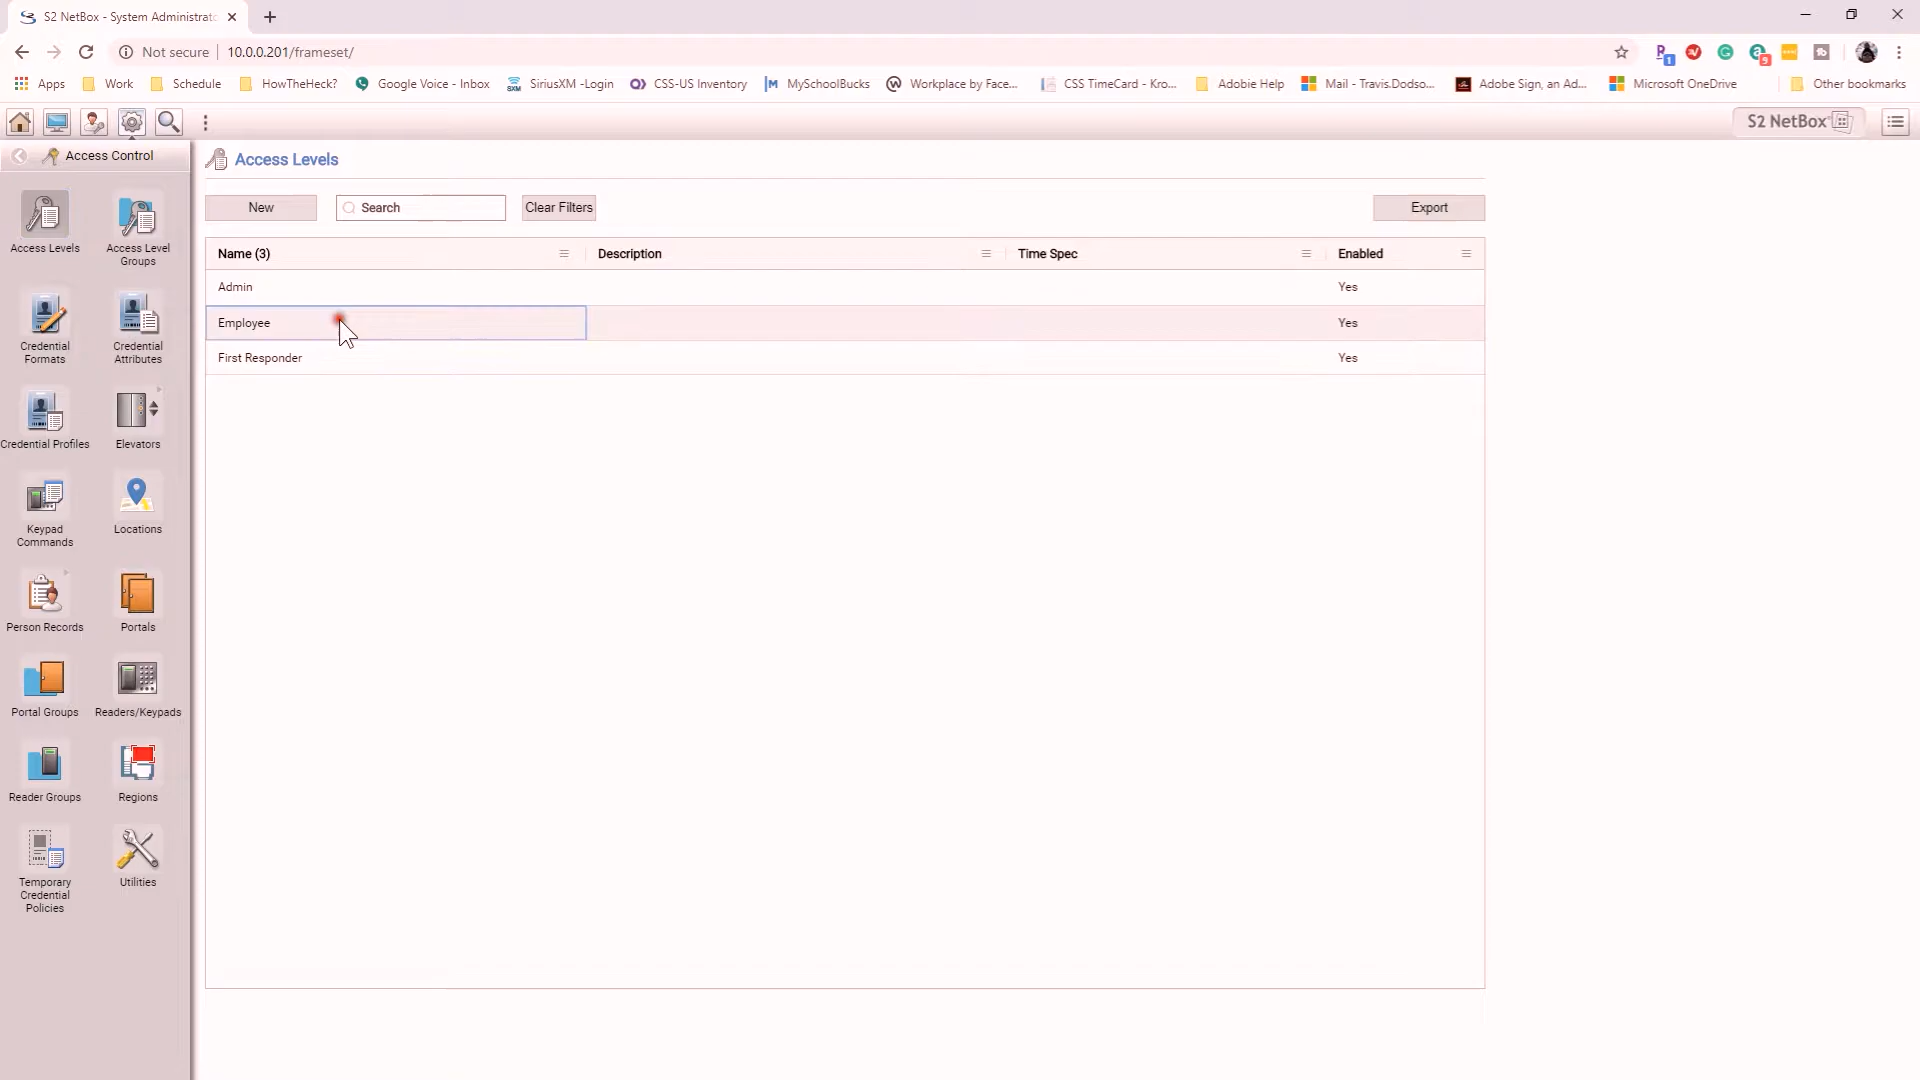 S2 NetBox - System Administrato
Not secure 10.0.0.201/frameset/
Apps Work Schedule HowTheHeck? Google Voice - Inbox SiriusXM -Login CSS-US Inventory MySchoolBucks Workplace by Face... CSS TimeCard - Kro... Adobie Help Mail - Travis.Dodso... Adobe Sign, an Ad... Microsoft OneDrive Other bookmarks
S2 NetBox
Access Control
Access Levels
New Search Clear Filters Export
Name (3) Description Time Spec Enabled
Admin Yes
Employee Yes
First Responder Yes
Access Levels
Access Level
Groups
Credential
Formats
Credential
Attributes
Credential Profiles
Elevators
Keypad
Commands
Locations
Person Records
Portals
Portal Groups
Readers/Keypads
Reader Groups
Regions
Temporary
Credential
Policies
Utilities